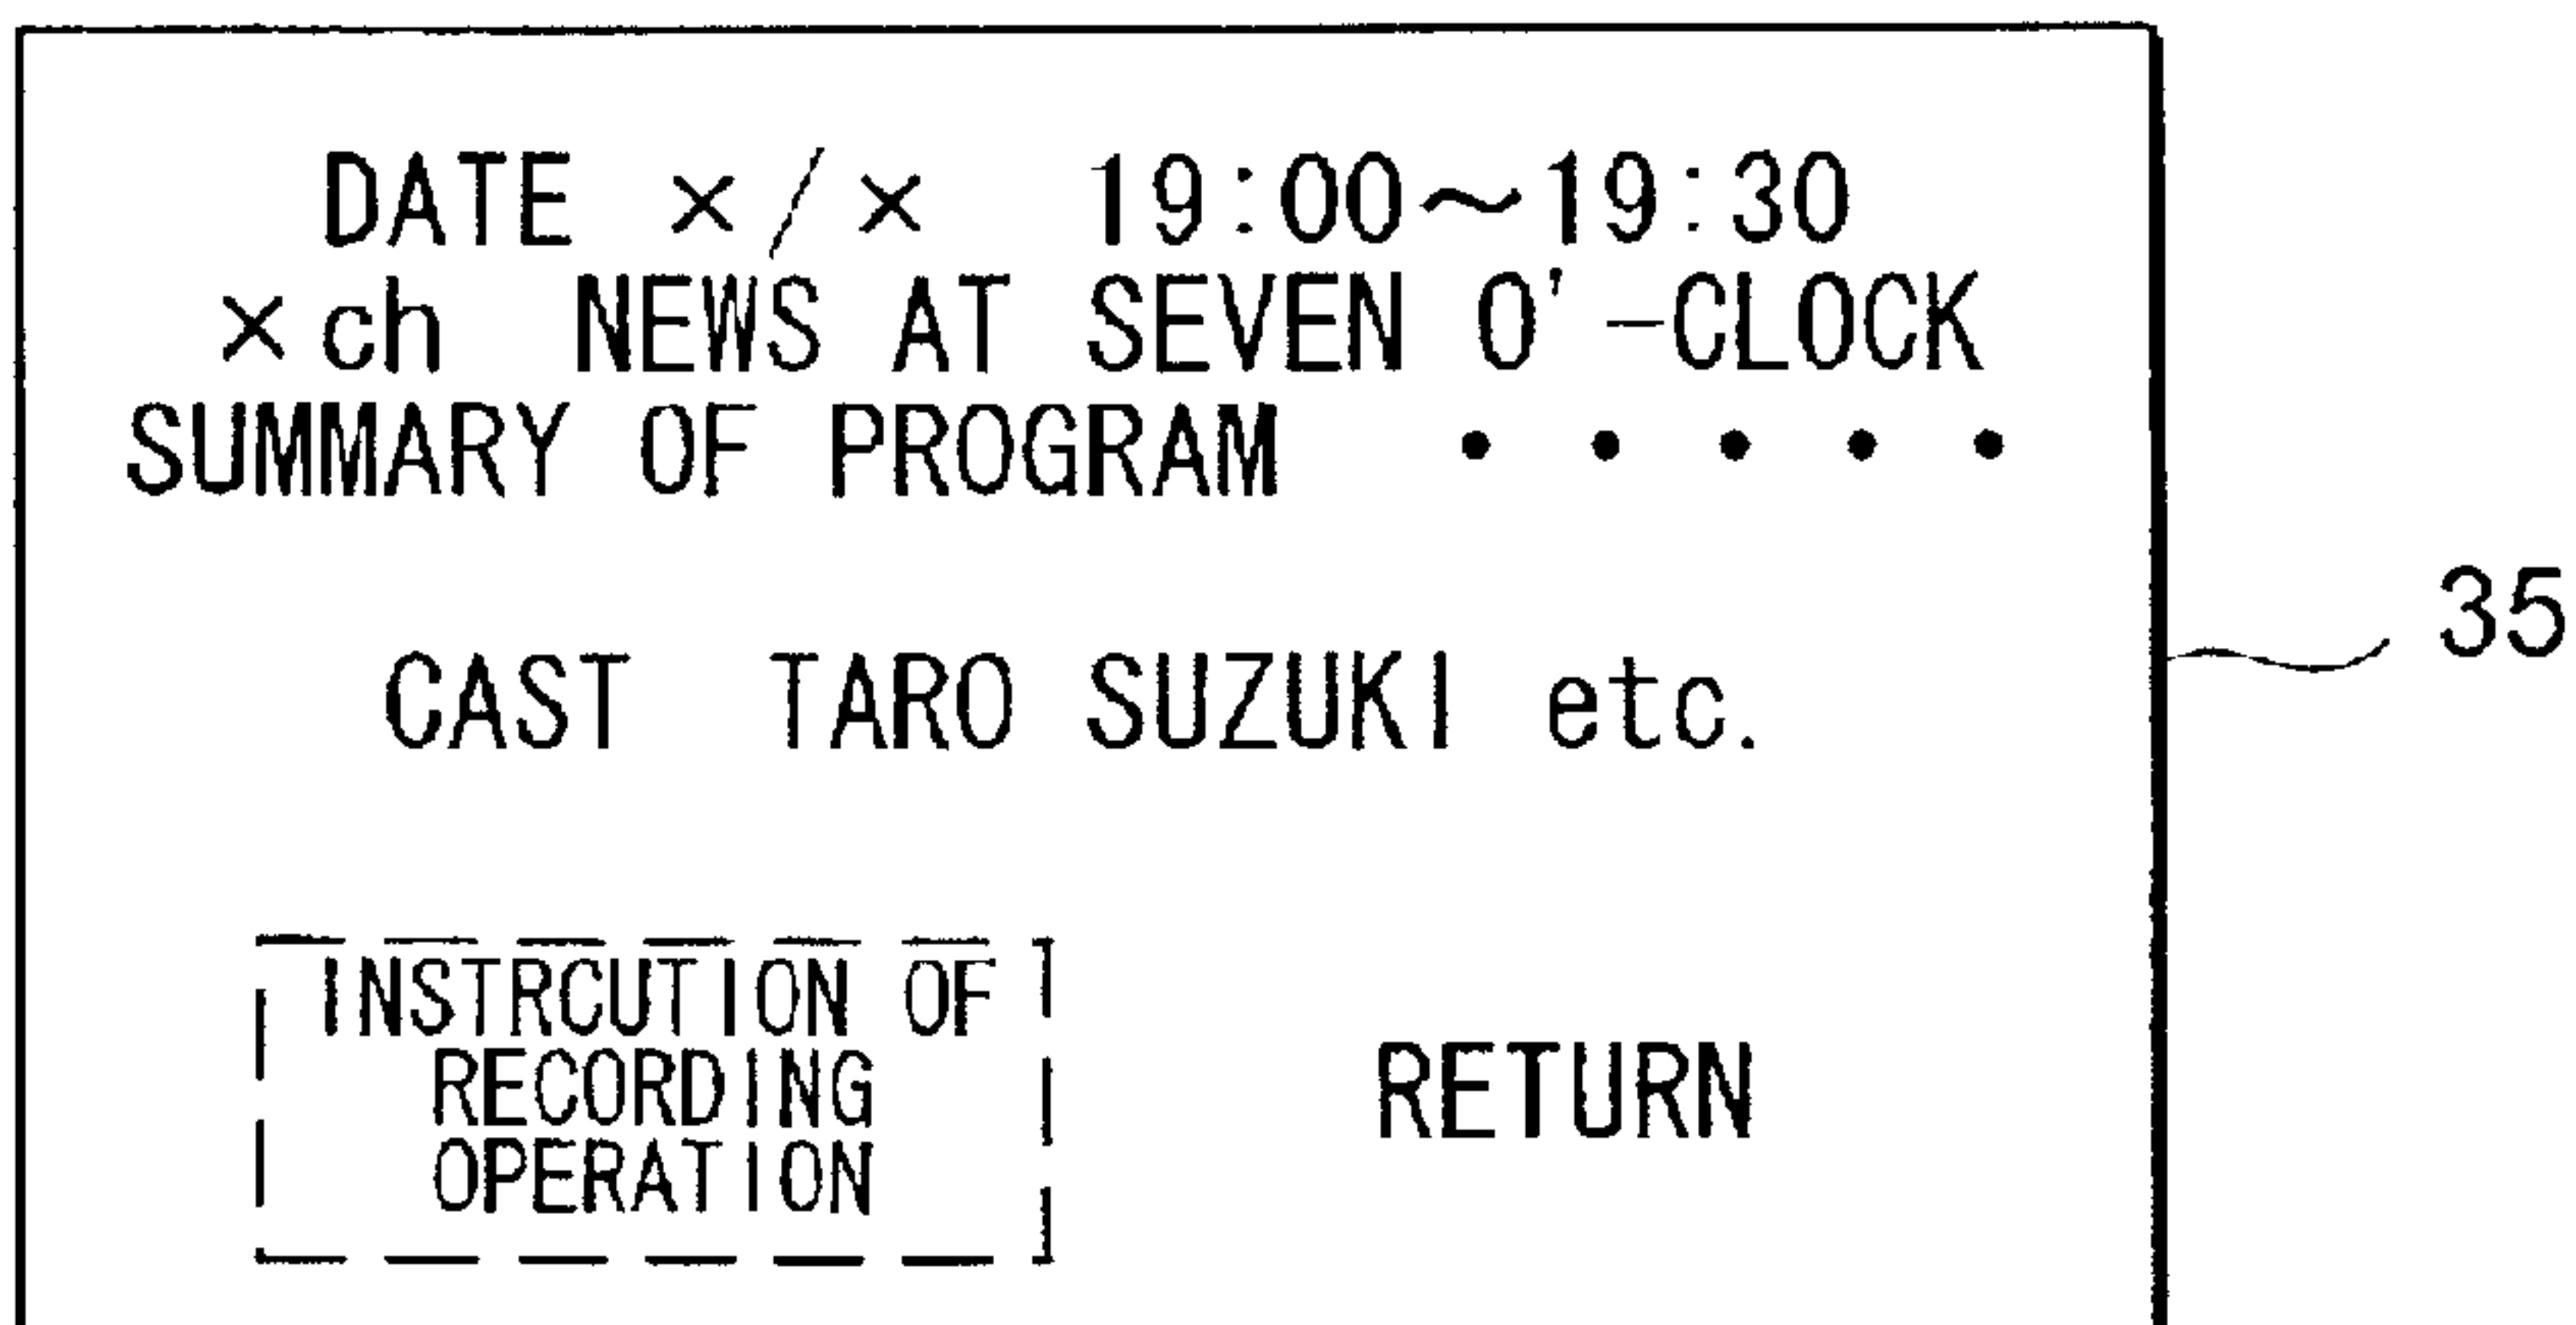 DATE ×/× 19:00～19:30
×ch NEWS AT SEVEN O'-CLOCK
SUMMARY OF PROGRAM ・・・・・
35
CAST TARO SUZUKI etc.
INSTRCUTION OF
RECORDING
OPERATION
RETURN